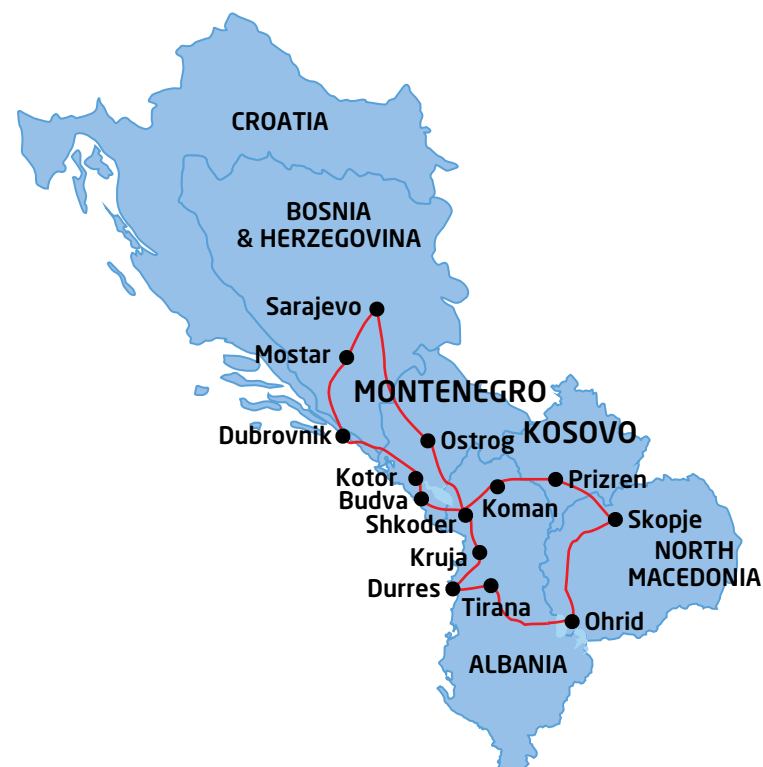 CROATIA
BOSNIA
& HERZEGOVINA
Sarajevo
Mostar
MONTENEGRO
Dubrovnik
Ostrog
KOSOVO
Kotor
Prizren
Budva
Koman
Shkoder
Skopje
Kruja
NORTH
MACEDONIA
Durres
Tirana
Ohrid
ALBANIA